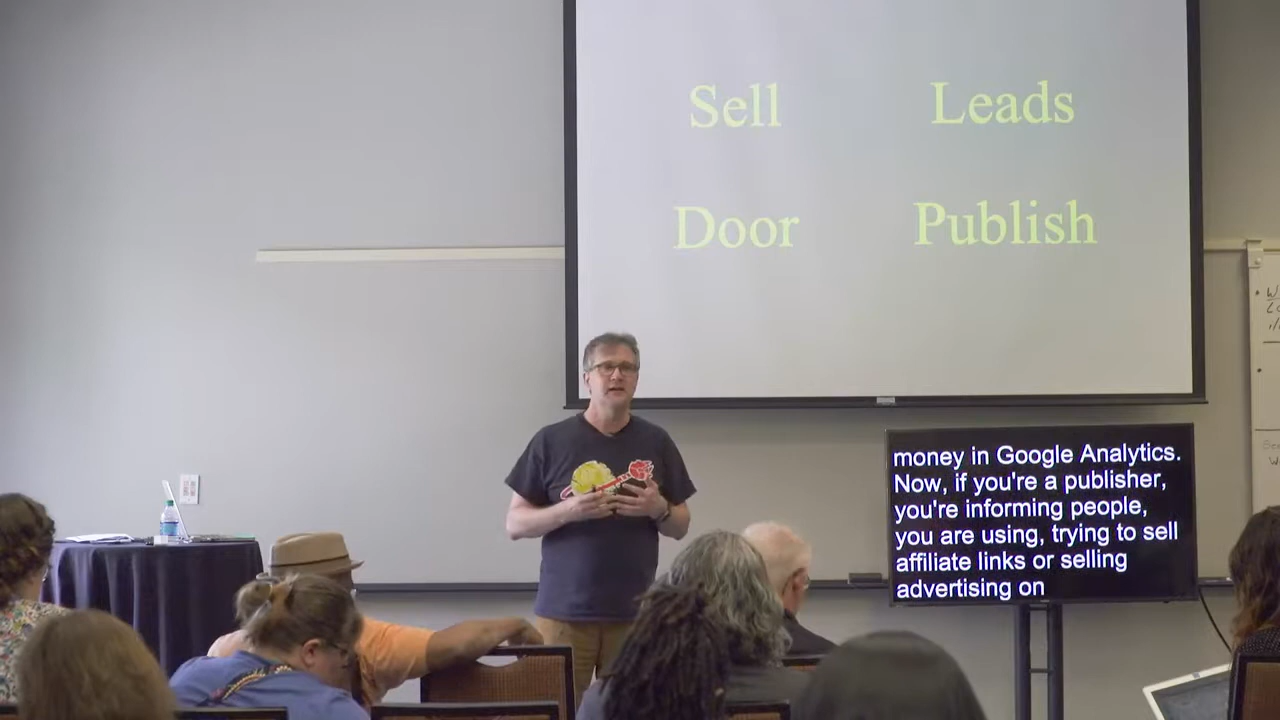 Sell Leads
Door Publish
money in Google Analytics.
Now, if you're a publisher,
you're informing people,
you are using, trying to sell
affiliate links or selling
advertising on